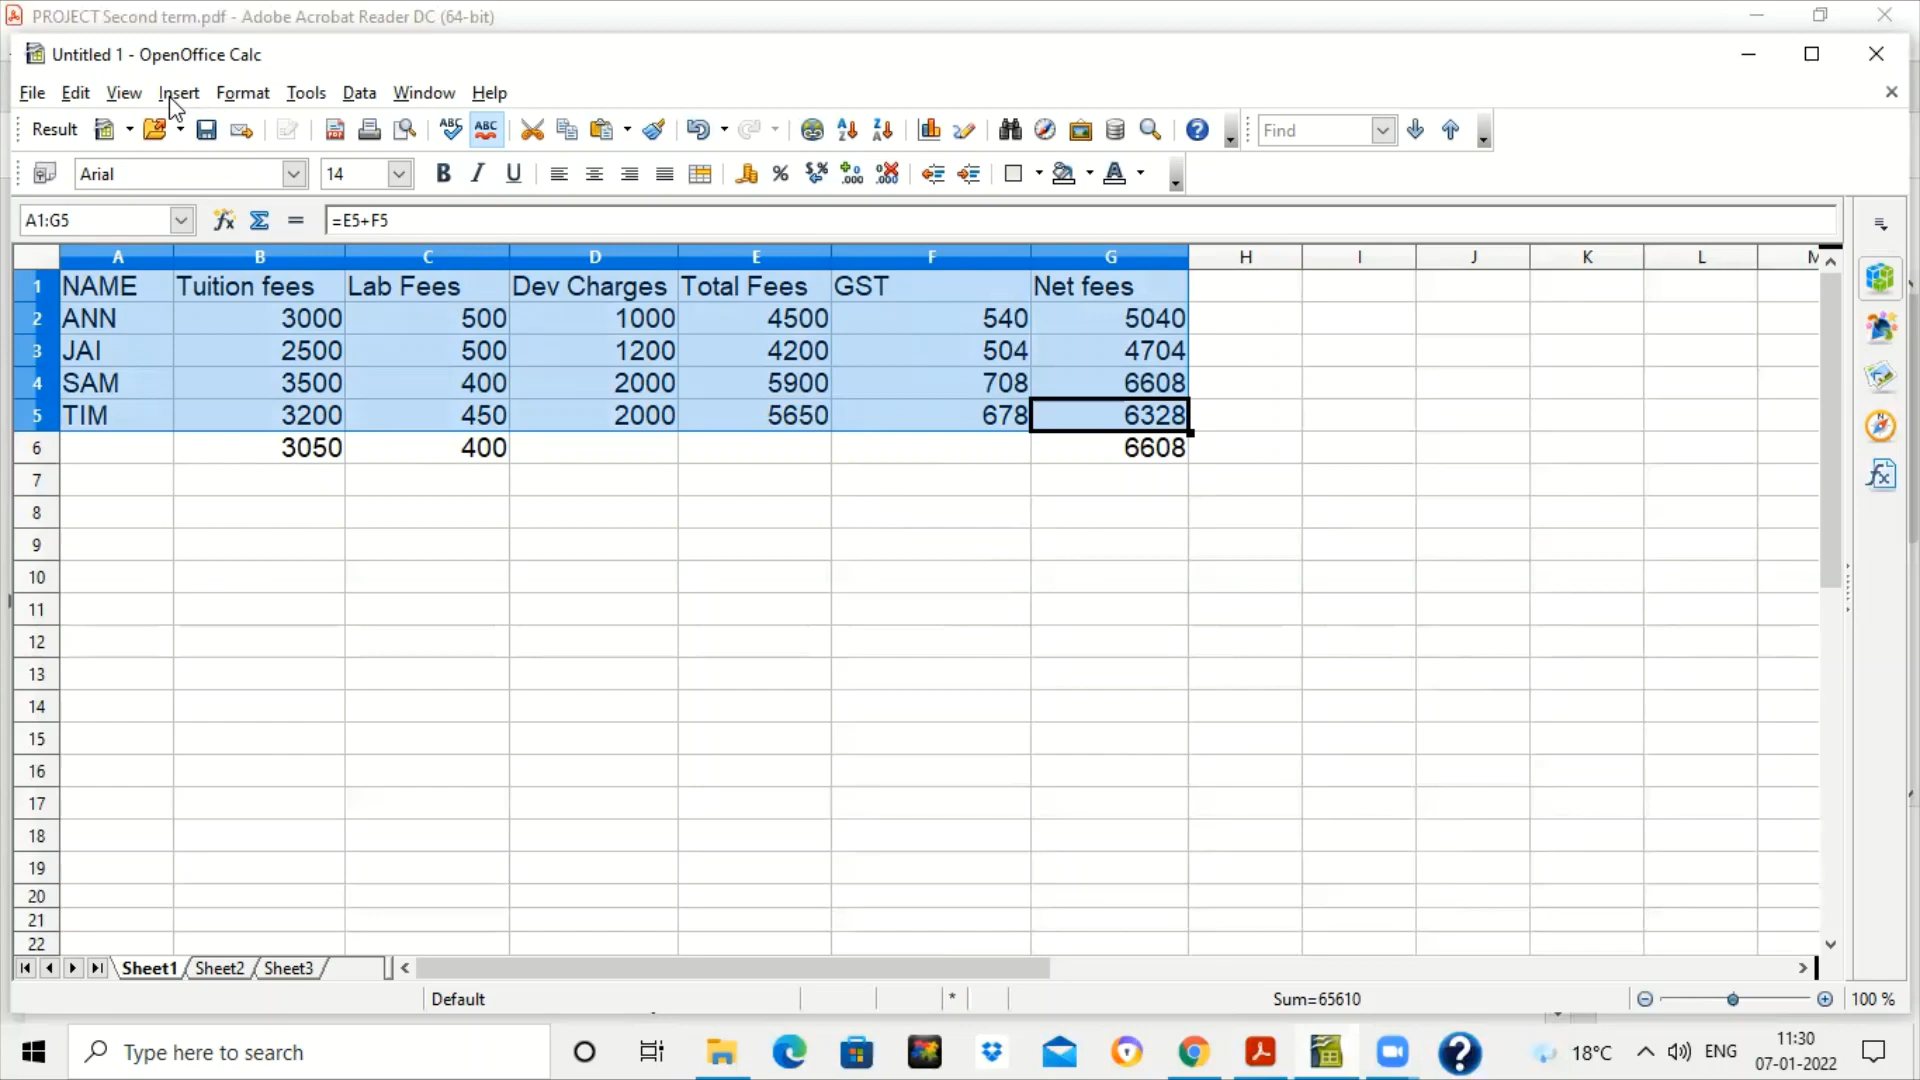 PROJECT Second term.pdf - Adobe Acrobat Reader DC (64-bit)
Untitled 1 - OpenOffice Calc
File Edit View Insert Format Tools Data Window Help
Result Find
Arial 14
A1:G5 =E5+F5
A B C D E F G H I J K L M
1 NAME Tuition fees Lab Fees Dev Charges Total Fees GST Net fees
2 ANN 3000 500 1000 4500 540 5040
3 JAI 2500 500 1200 4200 504 4704
4 SAM 3500 400 2000 5900 708 6608
5 TIM 3200 450 2000 5650 678 6328
6 3050 400 6608
7
8
9
10
11
12
13
14
15
16
17
18
19
20
21
22
Sheet1 Sheet2 Sheet3
Default * Sum=65610 100 %
Type here to search 18°C ENG 11:30
07-01-2022